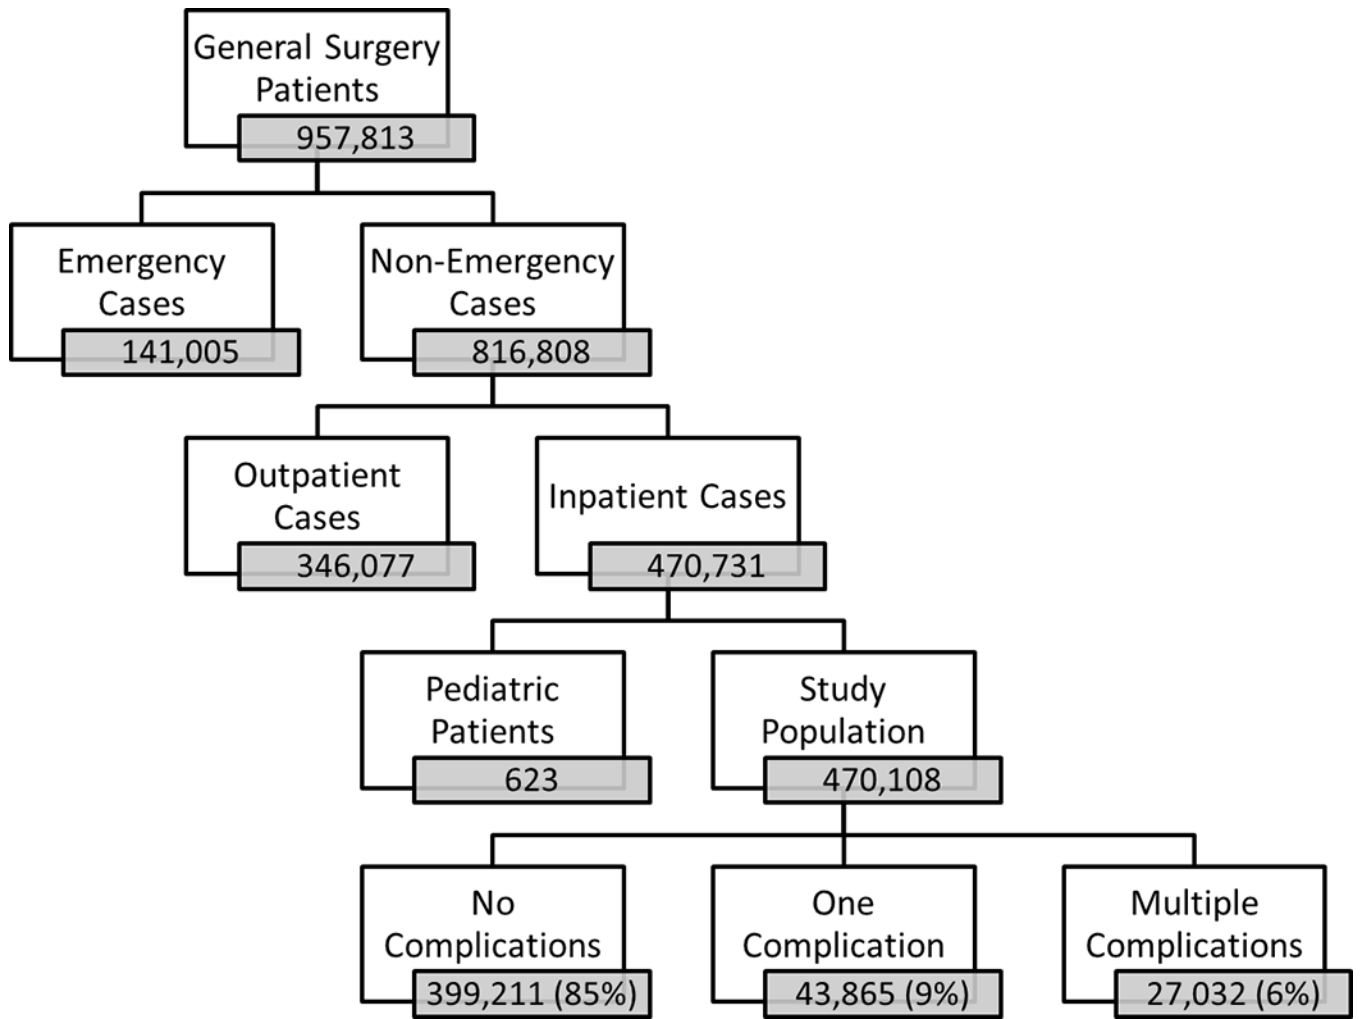 General Surgery
Patients
957,813
Emergency
Cases
141,005
Non-Emergency
Cases
816,808
Outpatient
Cases
346,077
Inpatient Cases
470,731
Pediatric
Patients
623
Study
Population
470,108
No
Complications
399,211 (85%)
One
Complication
43,865 (9%)
Multiple
Complications
27,032 (6%)